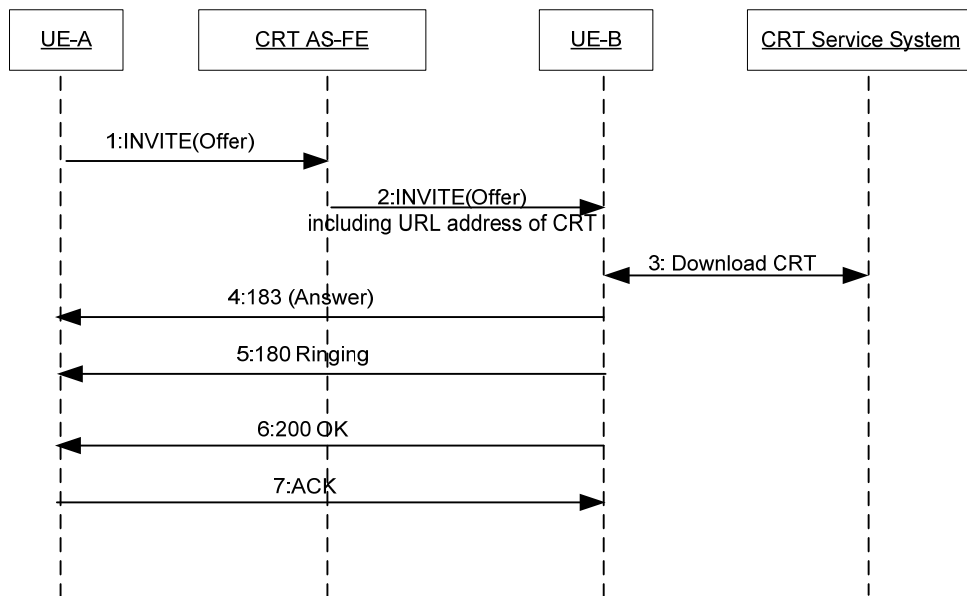 UE-A
CRT AS-FE
UE-B
CRT Service System
1:INVITE(Offer)
2:INVITE(Offer)
including URL address of CRT
3: Download CRT
4:183 (Answer)
5:180 Ringing
6:200 OK
7:ACK